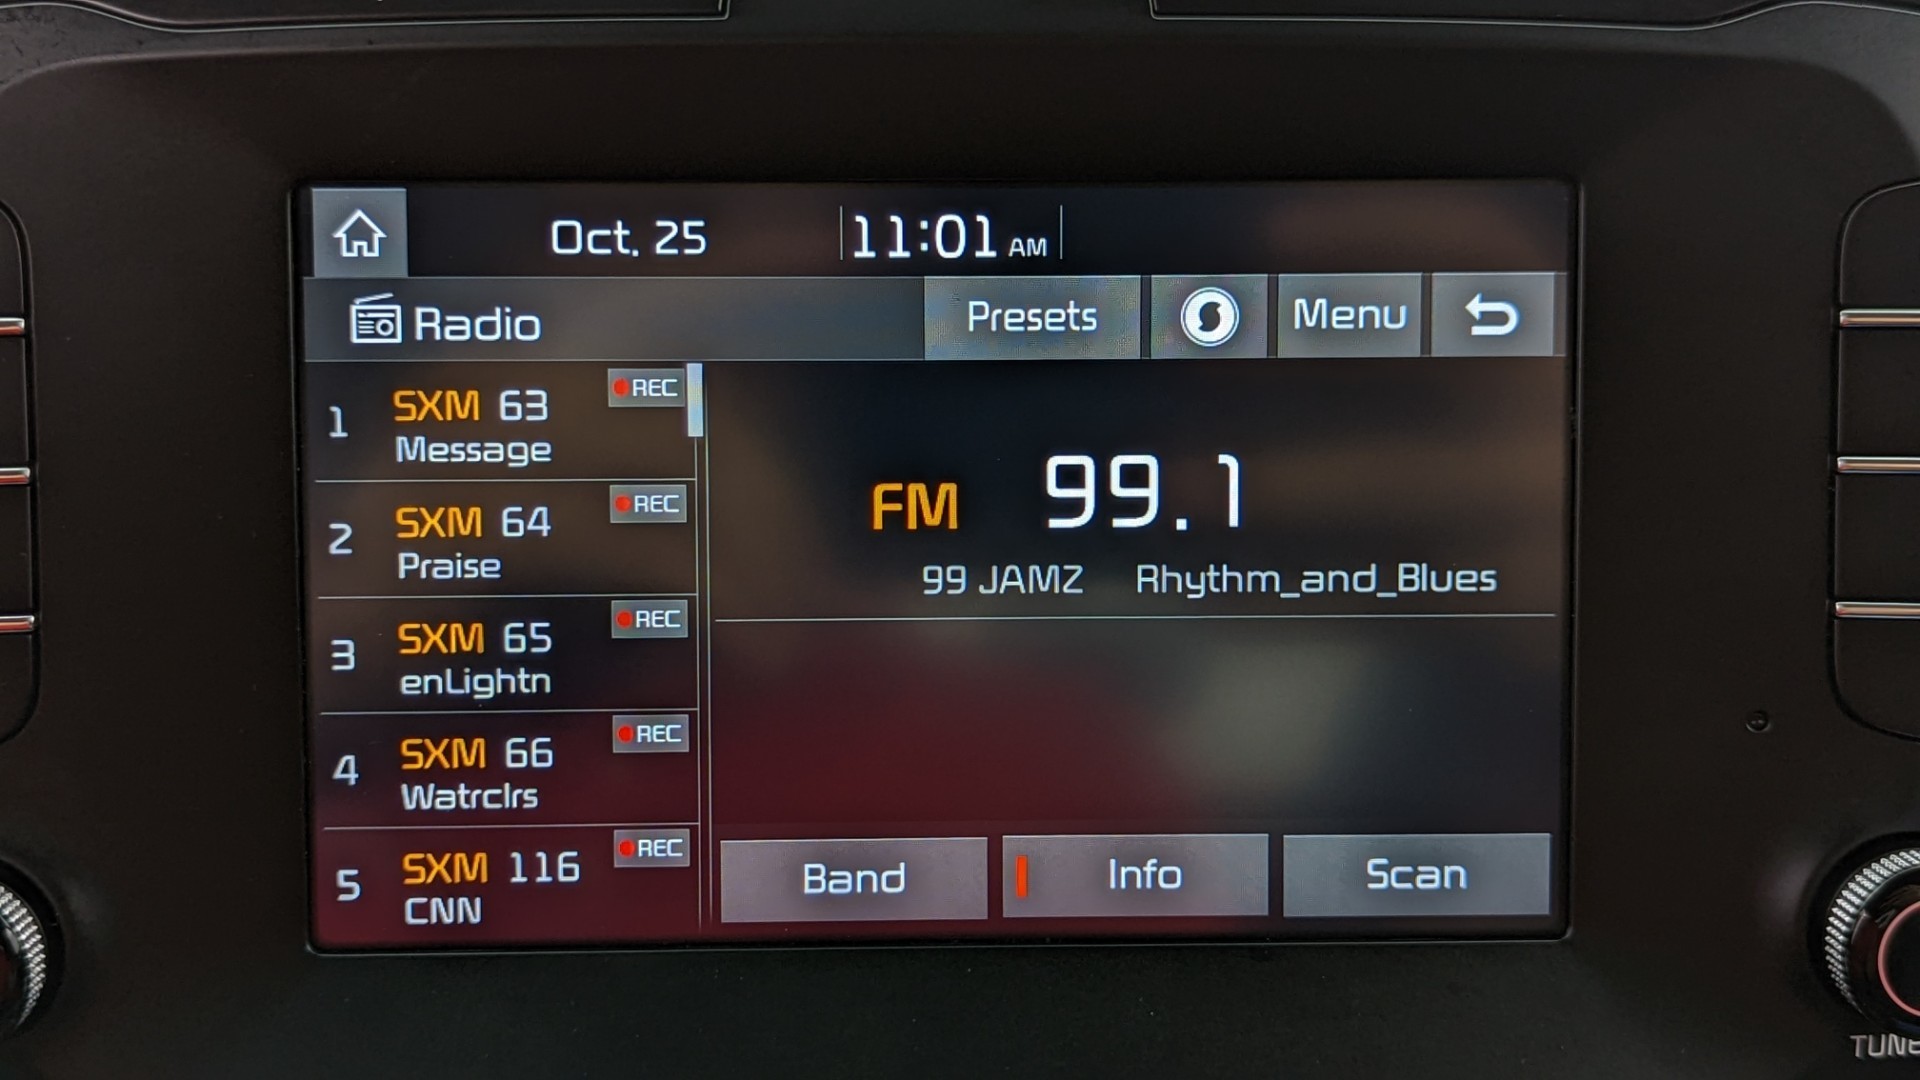 Oct. 25 11:01 AM
Radio Presets Menu
1 SXM 63 REC
Message
2 SXM 64 REC
Praise
3 SXM 65 REC
enLightn
4 SXM 66 REC
Watrclrs
5 SXM 116 REC
CNN
FM 99.1
99 JAMZ Rhythm_and_Blues
Band Info Scan
TUNE